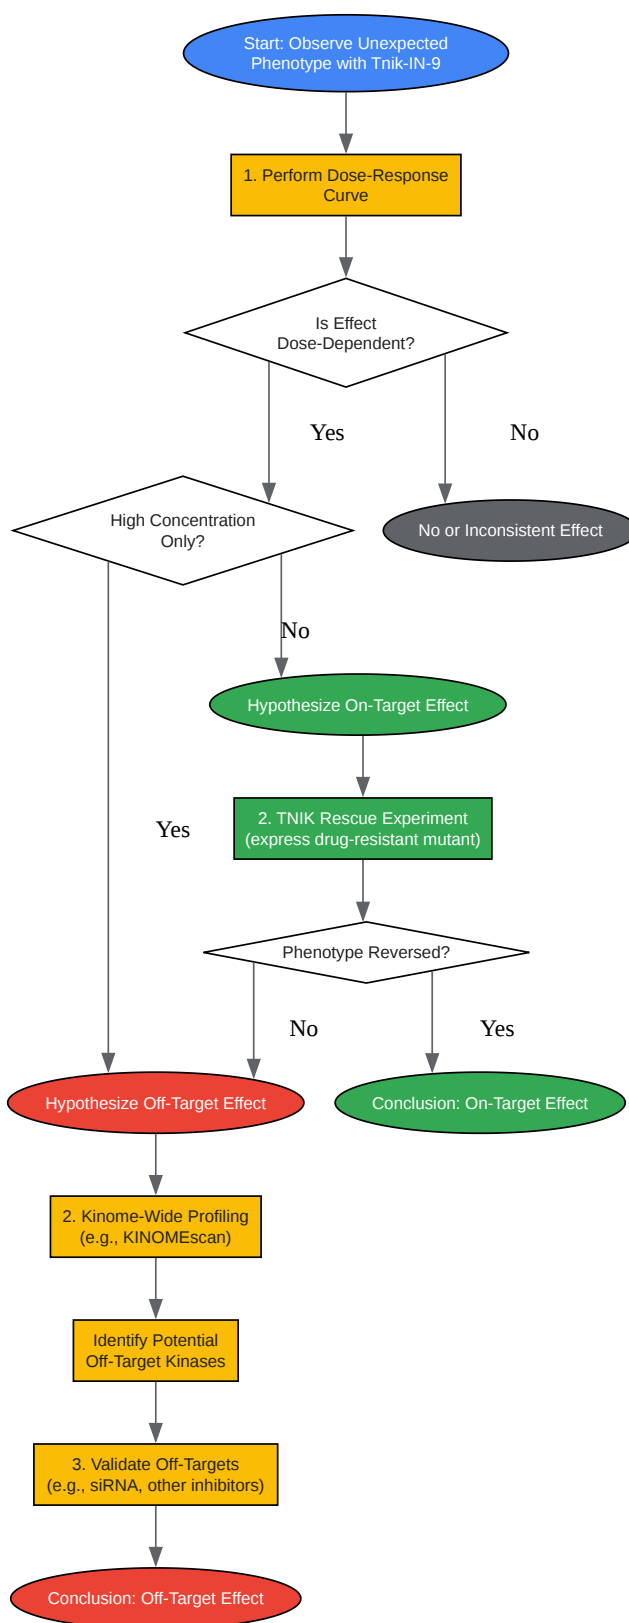 Start: Observe Unexpected
Phenotype with Tnik-IN-9
1. Perform Dose-Response
Curve
Is Effect
Dose-Dependent?
Yes
No
High Concentration
Only?
No or Inconsistent Effect
No
Hypothesize On-Target Effect
2. TNIK Rescue Experiment
(express drug-resistant mutant)
Yes
Phenotype Reversed?
No
Yes
Hypothesize Off-Target Effect
Conclusion: On-Target Effect
2. Kinome-Wide Profiling
(e.g., KINOMEscan)
Identify Potential
Off-Target Kinases
3. Validate Off-Targets
(e.g., siRNA, other inhibitors)
Conclusion: Off-Target Effect